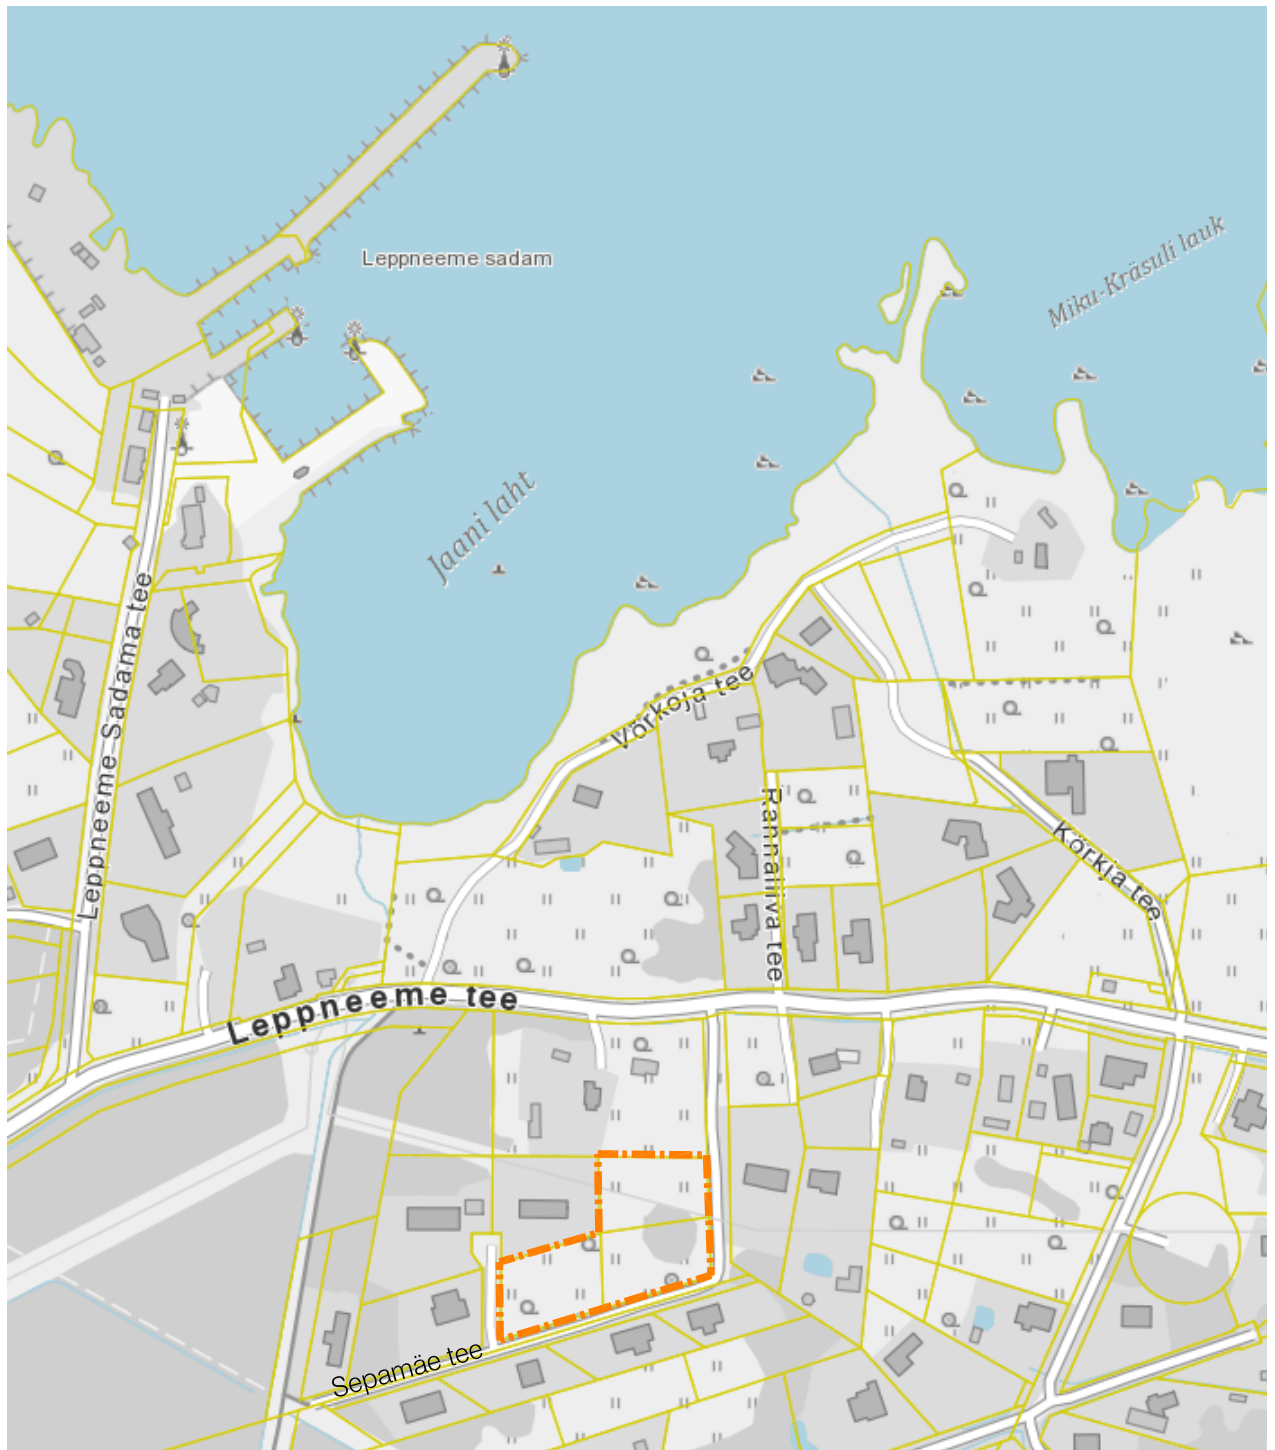 Leppneeme sadam
Miku-Kräsuli lauk
Jaani laht
Leppneeme Sadama tee
Võrkoja tee
Rannaliiva tee
Kõrkja tee
Leppneeme tee
Sepamäe tee